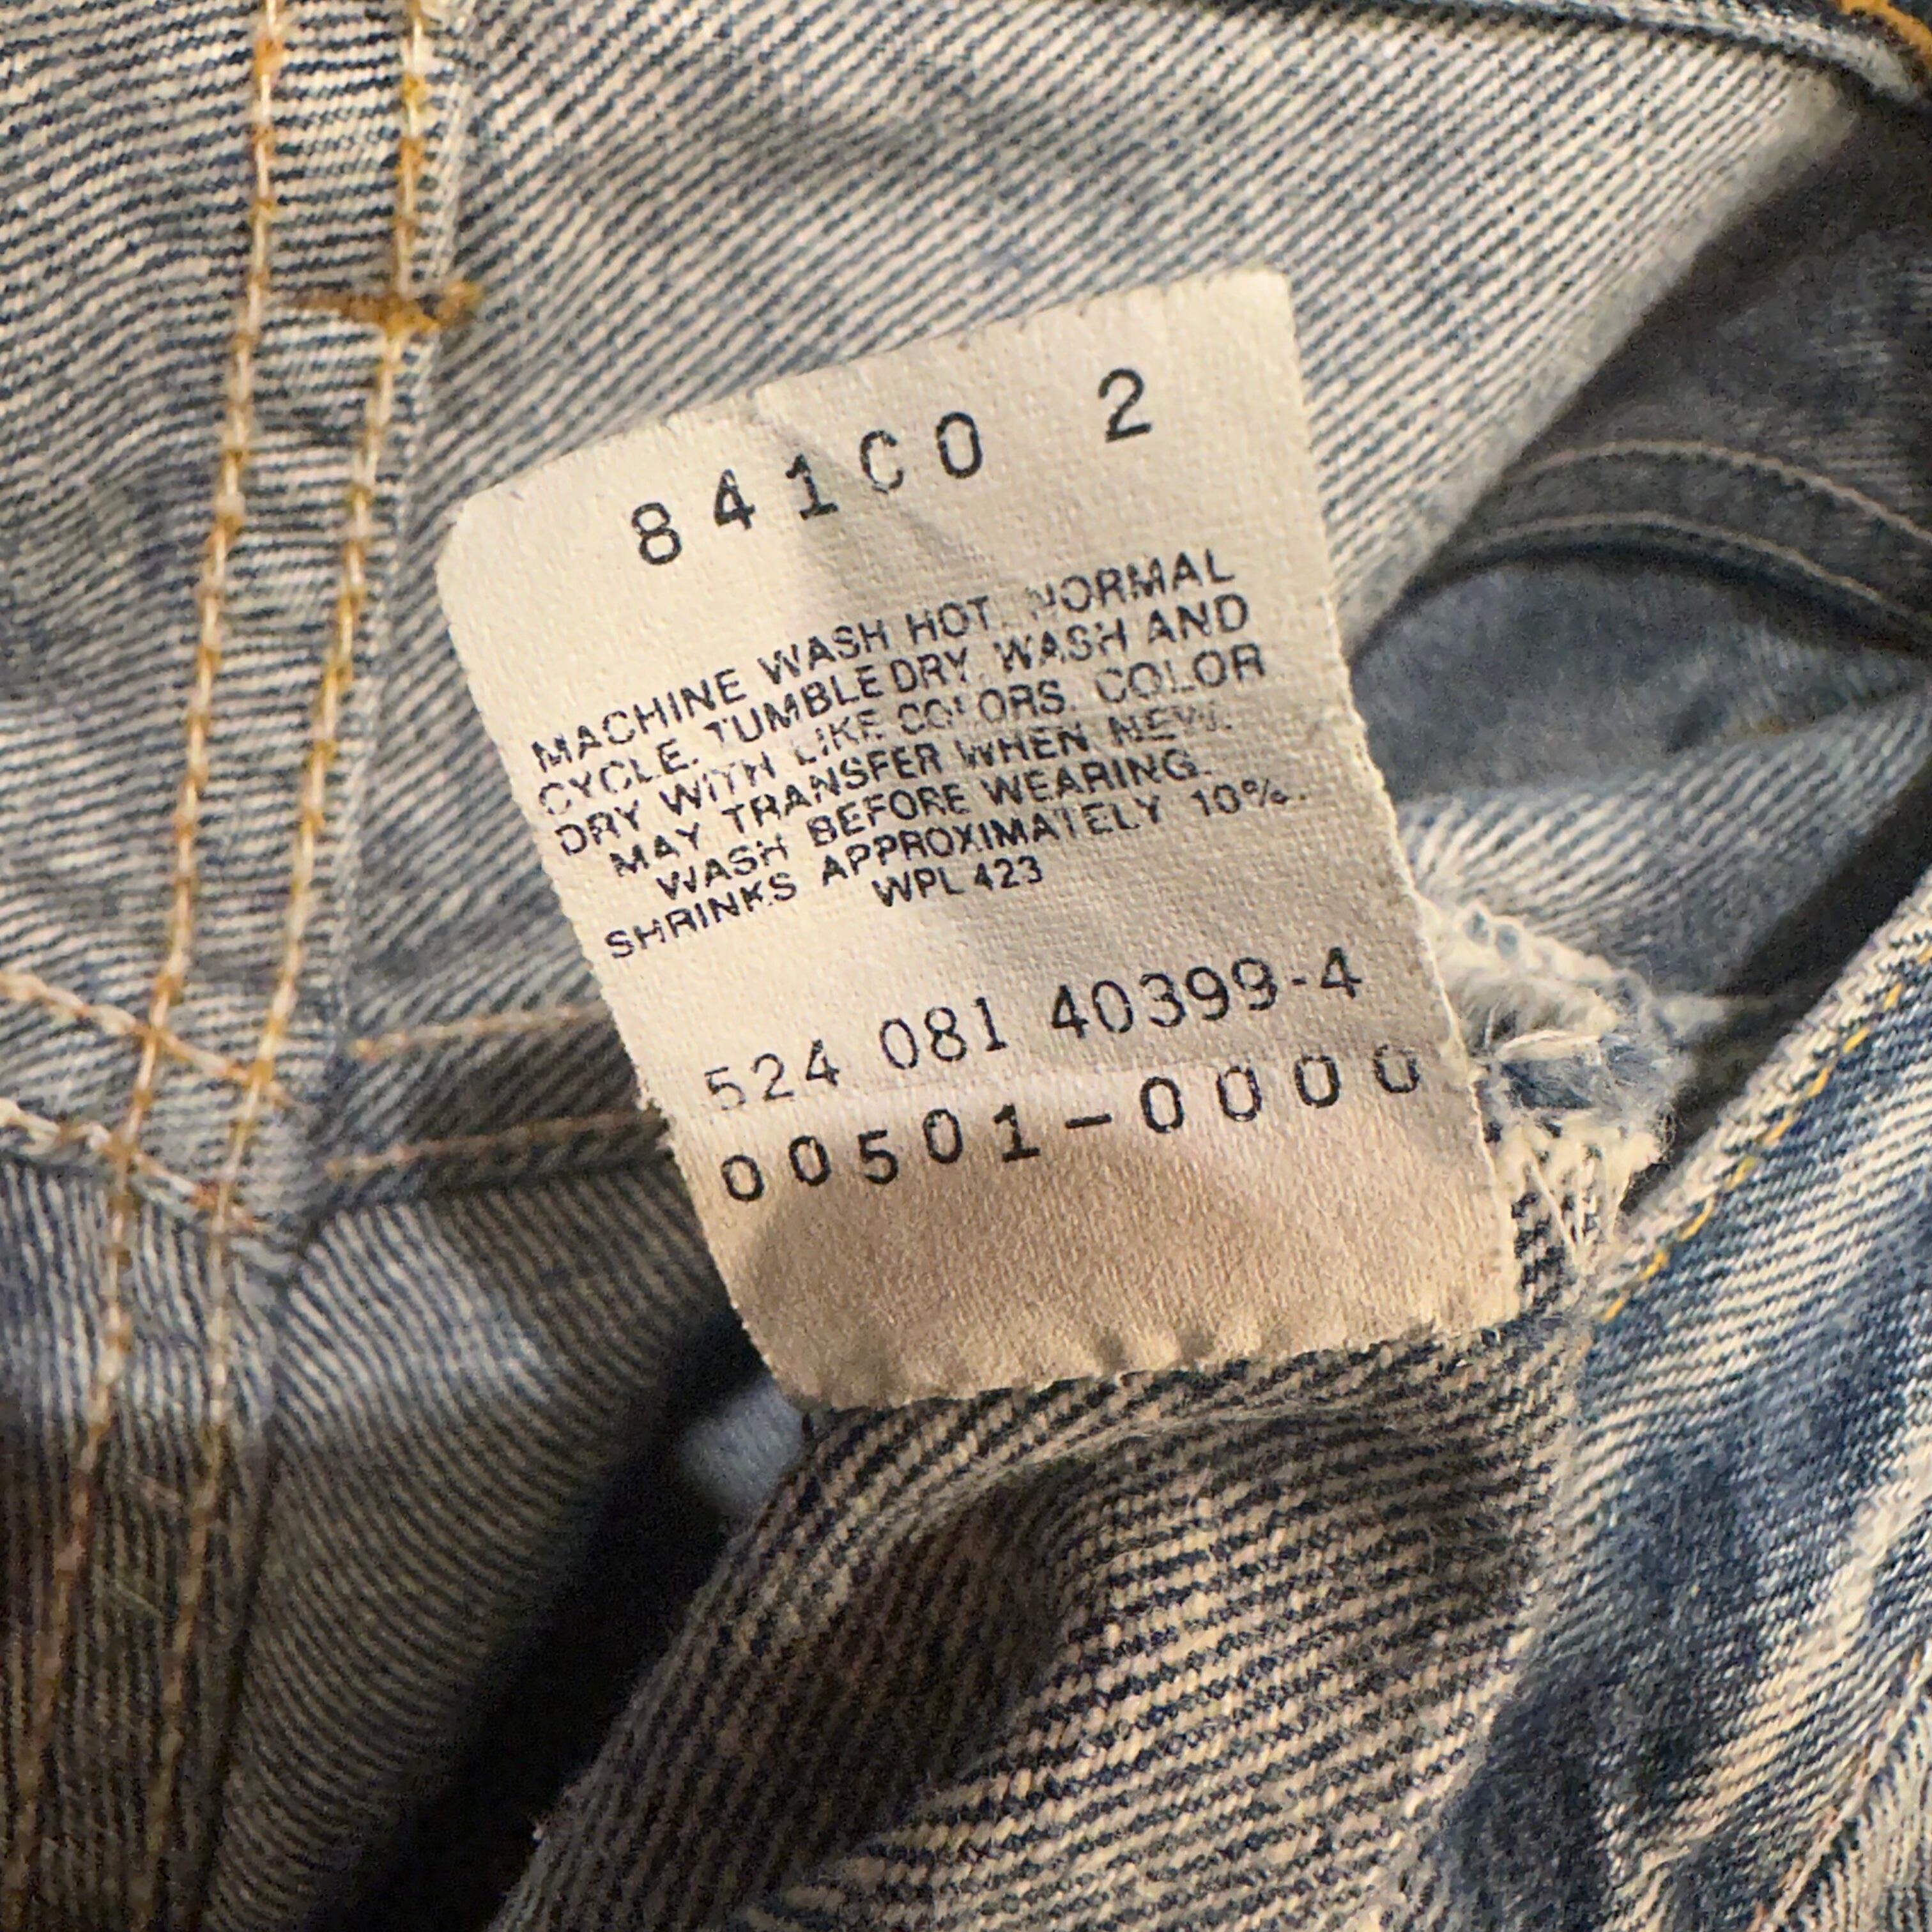 841C0 2
MACHINE WASH HOT. NORMAL
CYCLE. TUMBLE DRY. WASH AND
DRY WITH LIKE COLORS. COLOR
MAY TRANSFER WHEN NEW.
WASH BEFORE WEARING.
SHRINKS APPROXIMATELY 10%.
WPL 423
524 081 40399-4
00501-0000